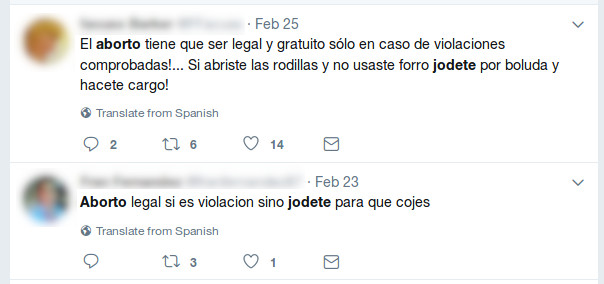 · Feb 25
El aborto tiene que ser legal y gratuito sólo en caso de violaciones
comprobadas!... Si abriste las rodillas y no usaste forro jodete por boluda y
hacete cargo!
Translate from Spanish
2 6 14
· Feb 23
Aborto legal si es violacion sino jodete para que cojes
Translate from Spanish
3 1